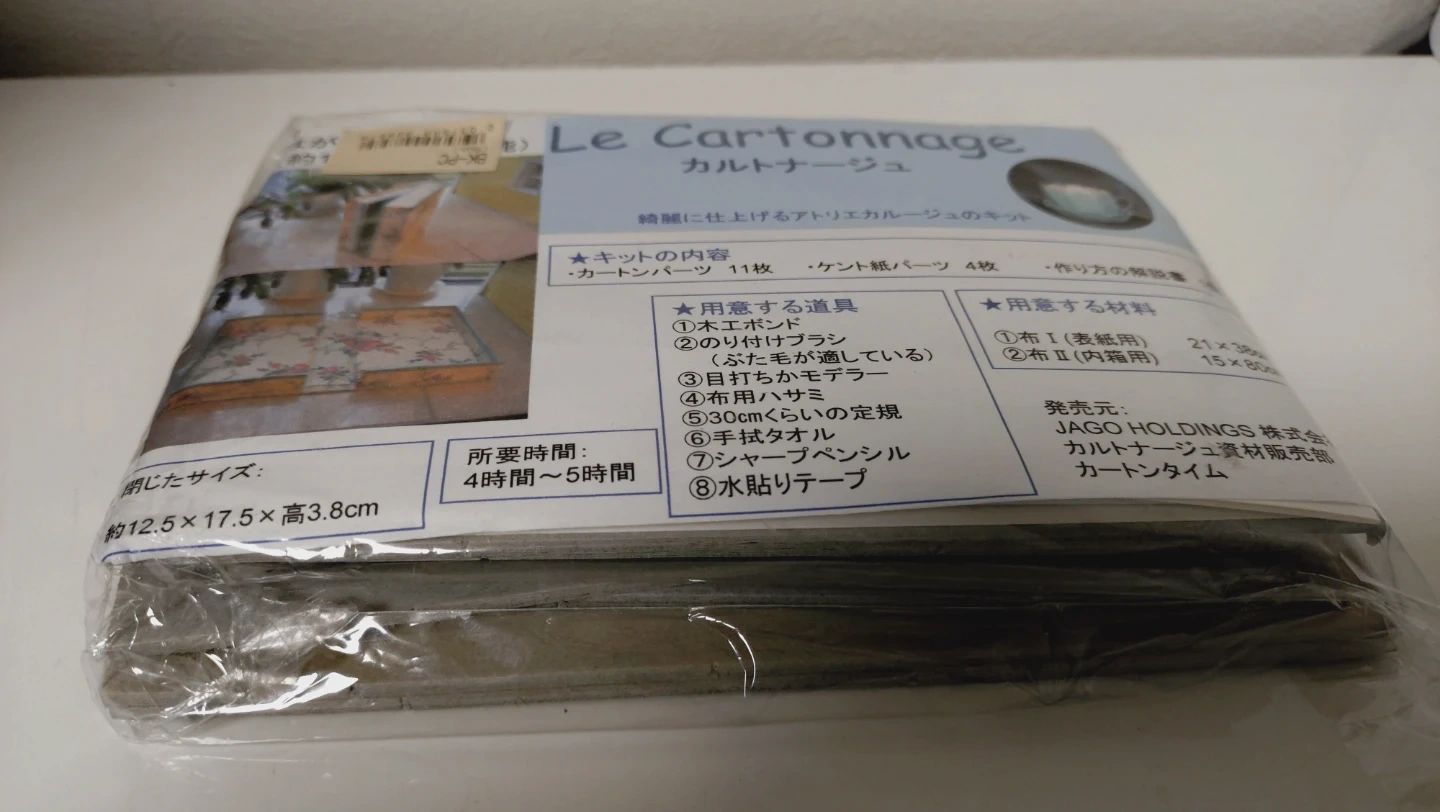 Le Cartonnage
カルトナージュ
綺麗に仕上げるアトリエカルージュのキット
★キットの内容
・カートンパーツ 11枚 ・ケント紙パーツ 4枚 ・作り方の解説書
★用意する道具
①木工ボンド
②のり付けブラシ
(ぶた毛が適している)
③目打ちかモデラー
④布用ハサミ
⑤30cmくらいの定規
⑥手拭タオル
⑦シャープペンシル
⑧水貼りテープ
★用意する材料
①布Ⅰ(表紙用) 21×38
②布Ⅱ(内箱用) 15×80
発売元:
JAGO HOLDINGS 株式会
カルトナージュ資材販売部
カートンタイム
所要時間:
4時間~5時間
閉じたサイズ:
約12.5×17.5×高3.8cm